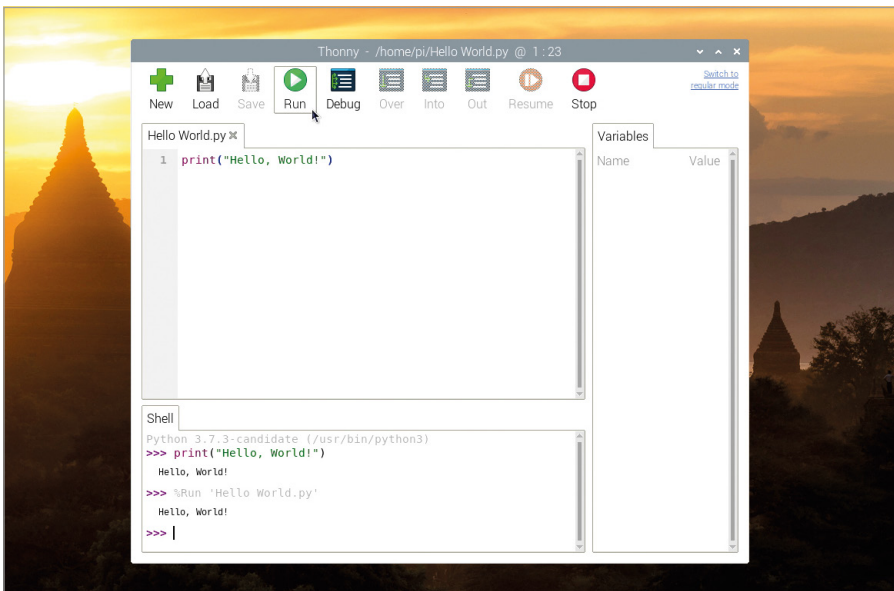 Thonny - /home/pi/Hello World.py @ 1:23
New Load Save Run Debug Over Into Out Resume Stop
Switch to
regular mode
Hello World.py
1 print("Hello, World!")
Variables
Name Value
Shell
Python 3.7.3-candidate (/usr/bin/python3)
>>> print("Hello, World!")
Hello, World!
>>> %Run 'Hello World.py'
Hello, World!
>>>